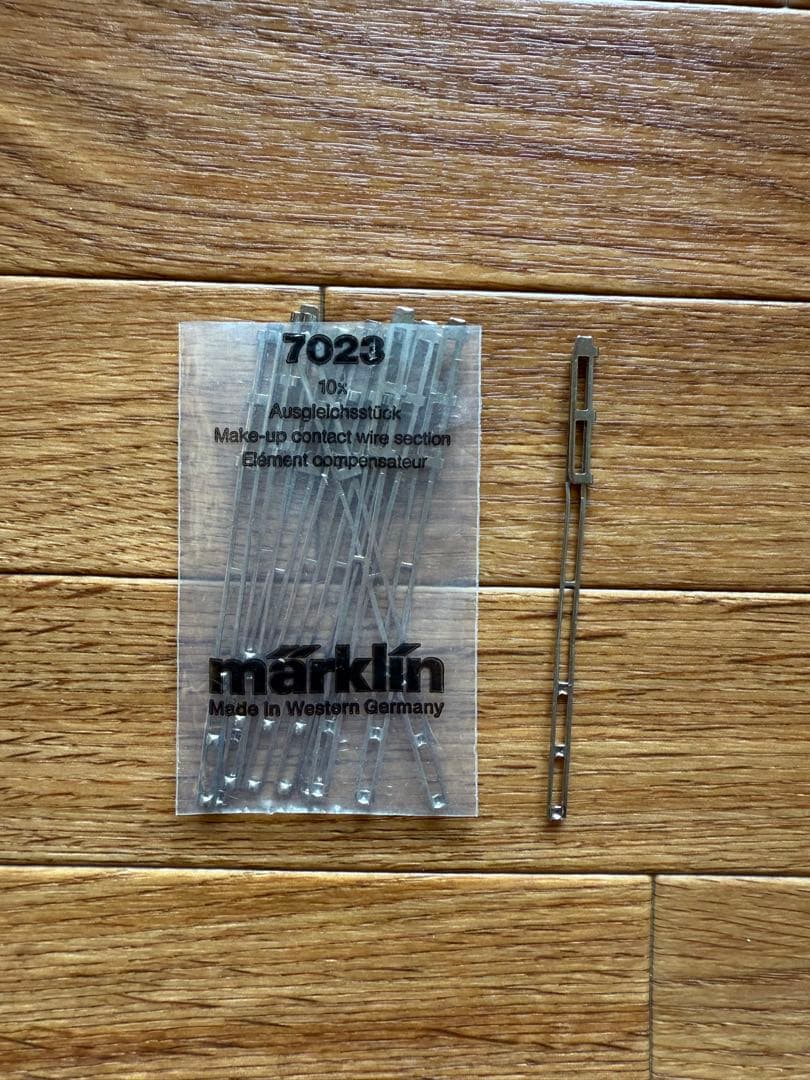 7023
10x
Ausgleichsstück
Make-up contact wire section
Elément compensateur
märklin
Made in Western Germany